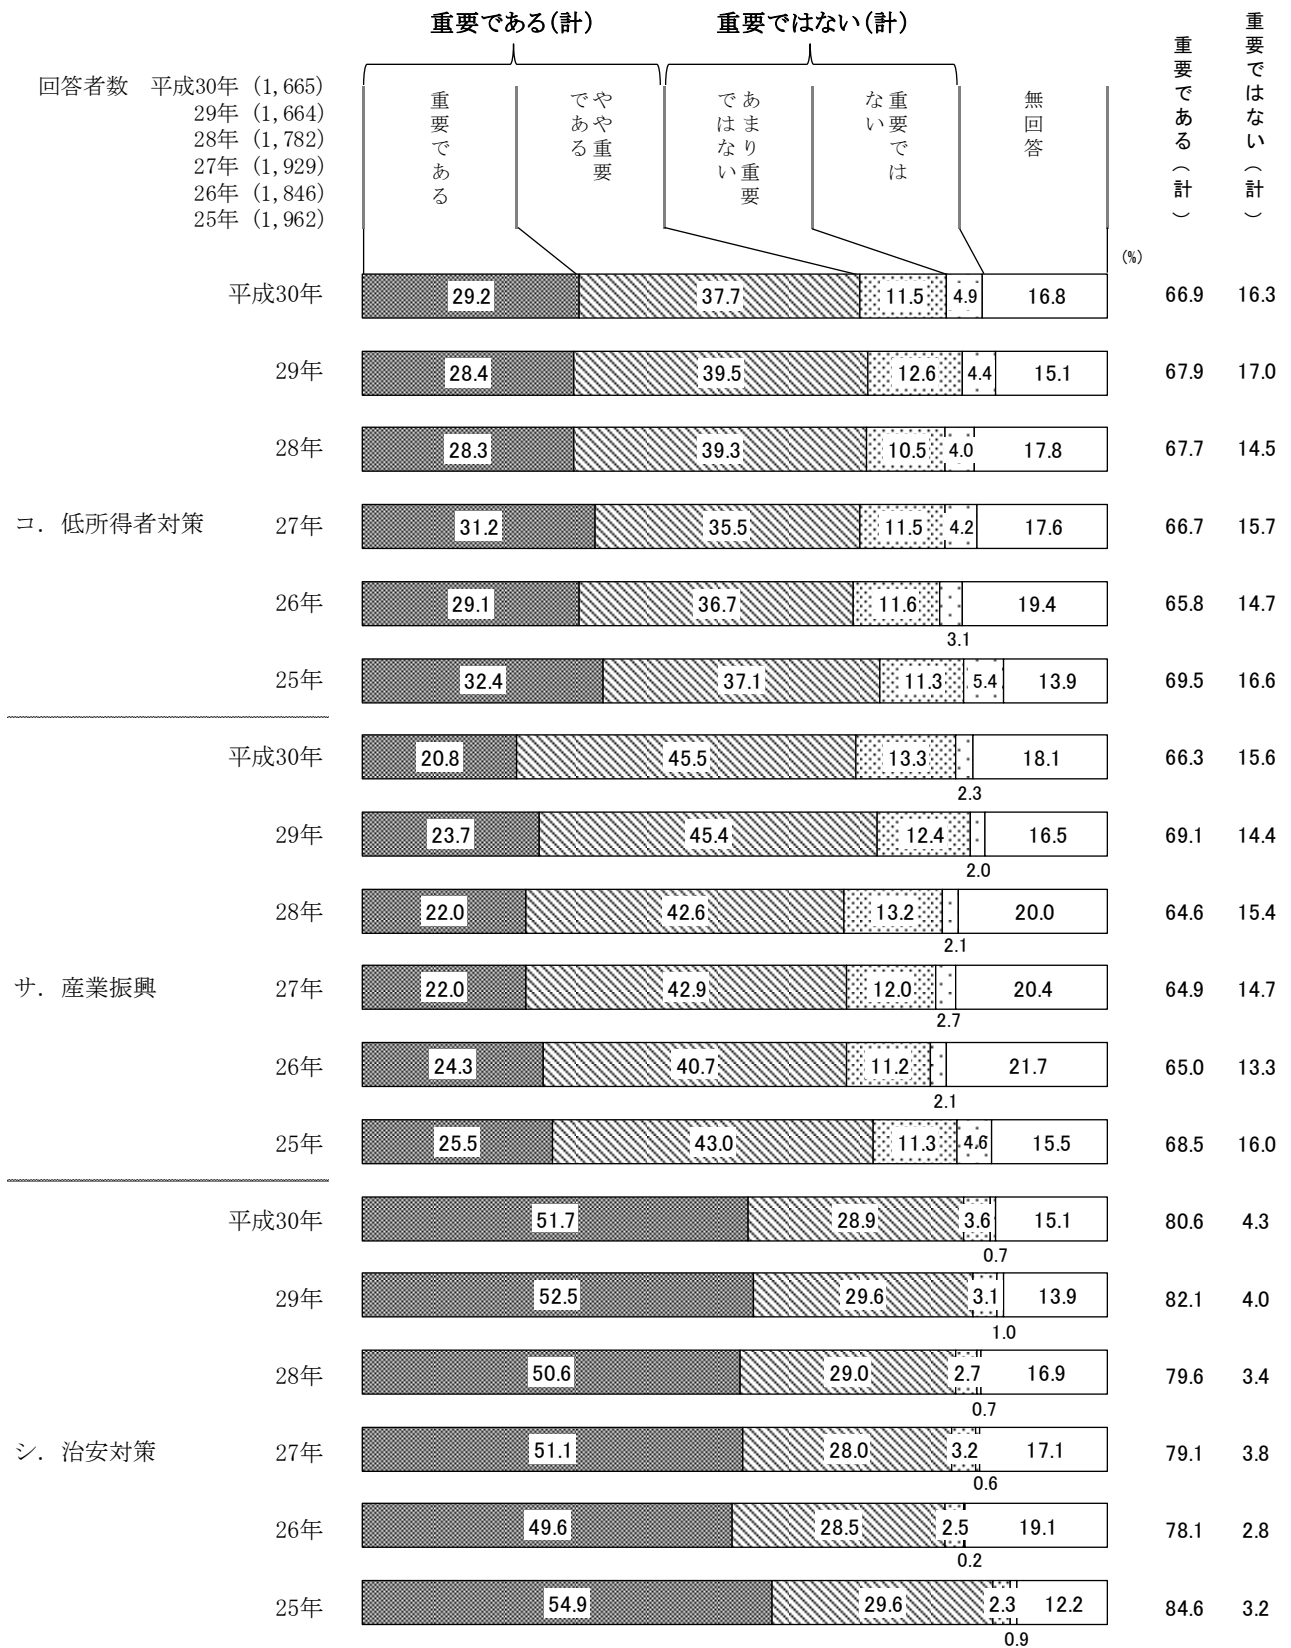 重要である(計)
重要ではない(計)
回答者数　平成30年 (1,665)
29年 (1,664)
28年 (1,782)
27年 (1,929)
26年 (1,846)
25年 (1,962)
重要である
やや重要である
あまり重要ではない
重要ではない
無回答
重要である(計)
重要ではない(計)
(%)
平成30年 29.2 37.7 11.5 4.9 16.8 66.9 16.3
29年 28.4 39.5 12.6 4.4 15.1 67.9 17.0
28年 28.3 39.3 10.5 4.0 17.8 67.7 14.5
コ．低所得者対策 27年 31.2 35.5 11.5 4.2 17.6 66.7 15.7
26年 29.1 36.7 11.6 19.4 65.8 14.7
3.1
25年 32.4 37.1 11.3 5.4 13.9 69.5 16.6
平成30年 20.8 45.5 13.3 18.1 66.3 15.6
2.3
29年 23.7 45.4 12.4 16.5 69.1 14.4
2.0
28年 22.0 42.6 13.2 20.0 64.6 15.4
2.1
サ．産業振興 27年 22.0 42.9 12.0 20.4 64.9 14.7
2.7
26年 24.3 40.7 11.2 21.7 65.0 13.3
2.1
25年 25.5 43.0 11.3 4.6 15.5 68.5 16.0
平成30年 51.7 28.9 3.6 15.1 80.6 4.3
0.7
29年 52.5 29.6 3.1 13.9 82.1 4.0
1.0
28年 50.6 29.0 2.7 16.9 79.6 3.4
0.7
シ．治安対策 27年 51.1 28.0 3.2 17.1 79.1 3.8
0.6
26年 49.6 28.5 2.5 19.1 78.1 2.8
0.2
25年 54.9 29.6 2.3 12.2 84.6 3.2
0.9